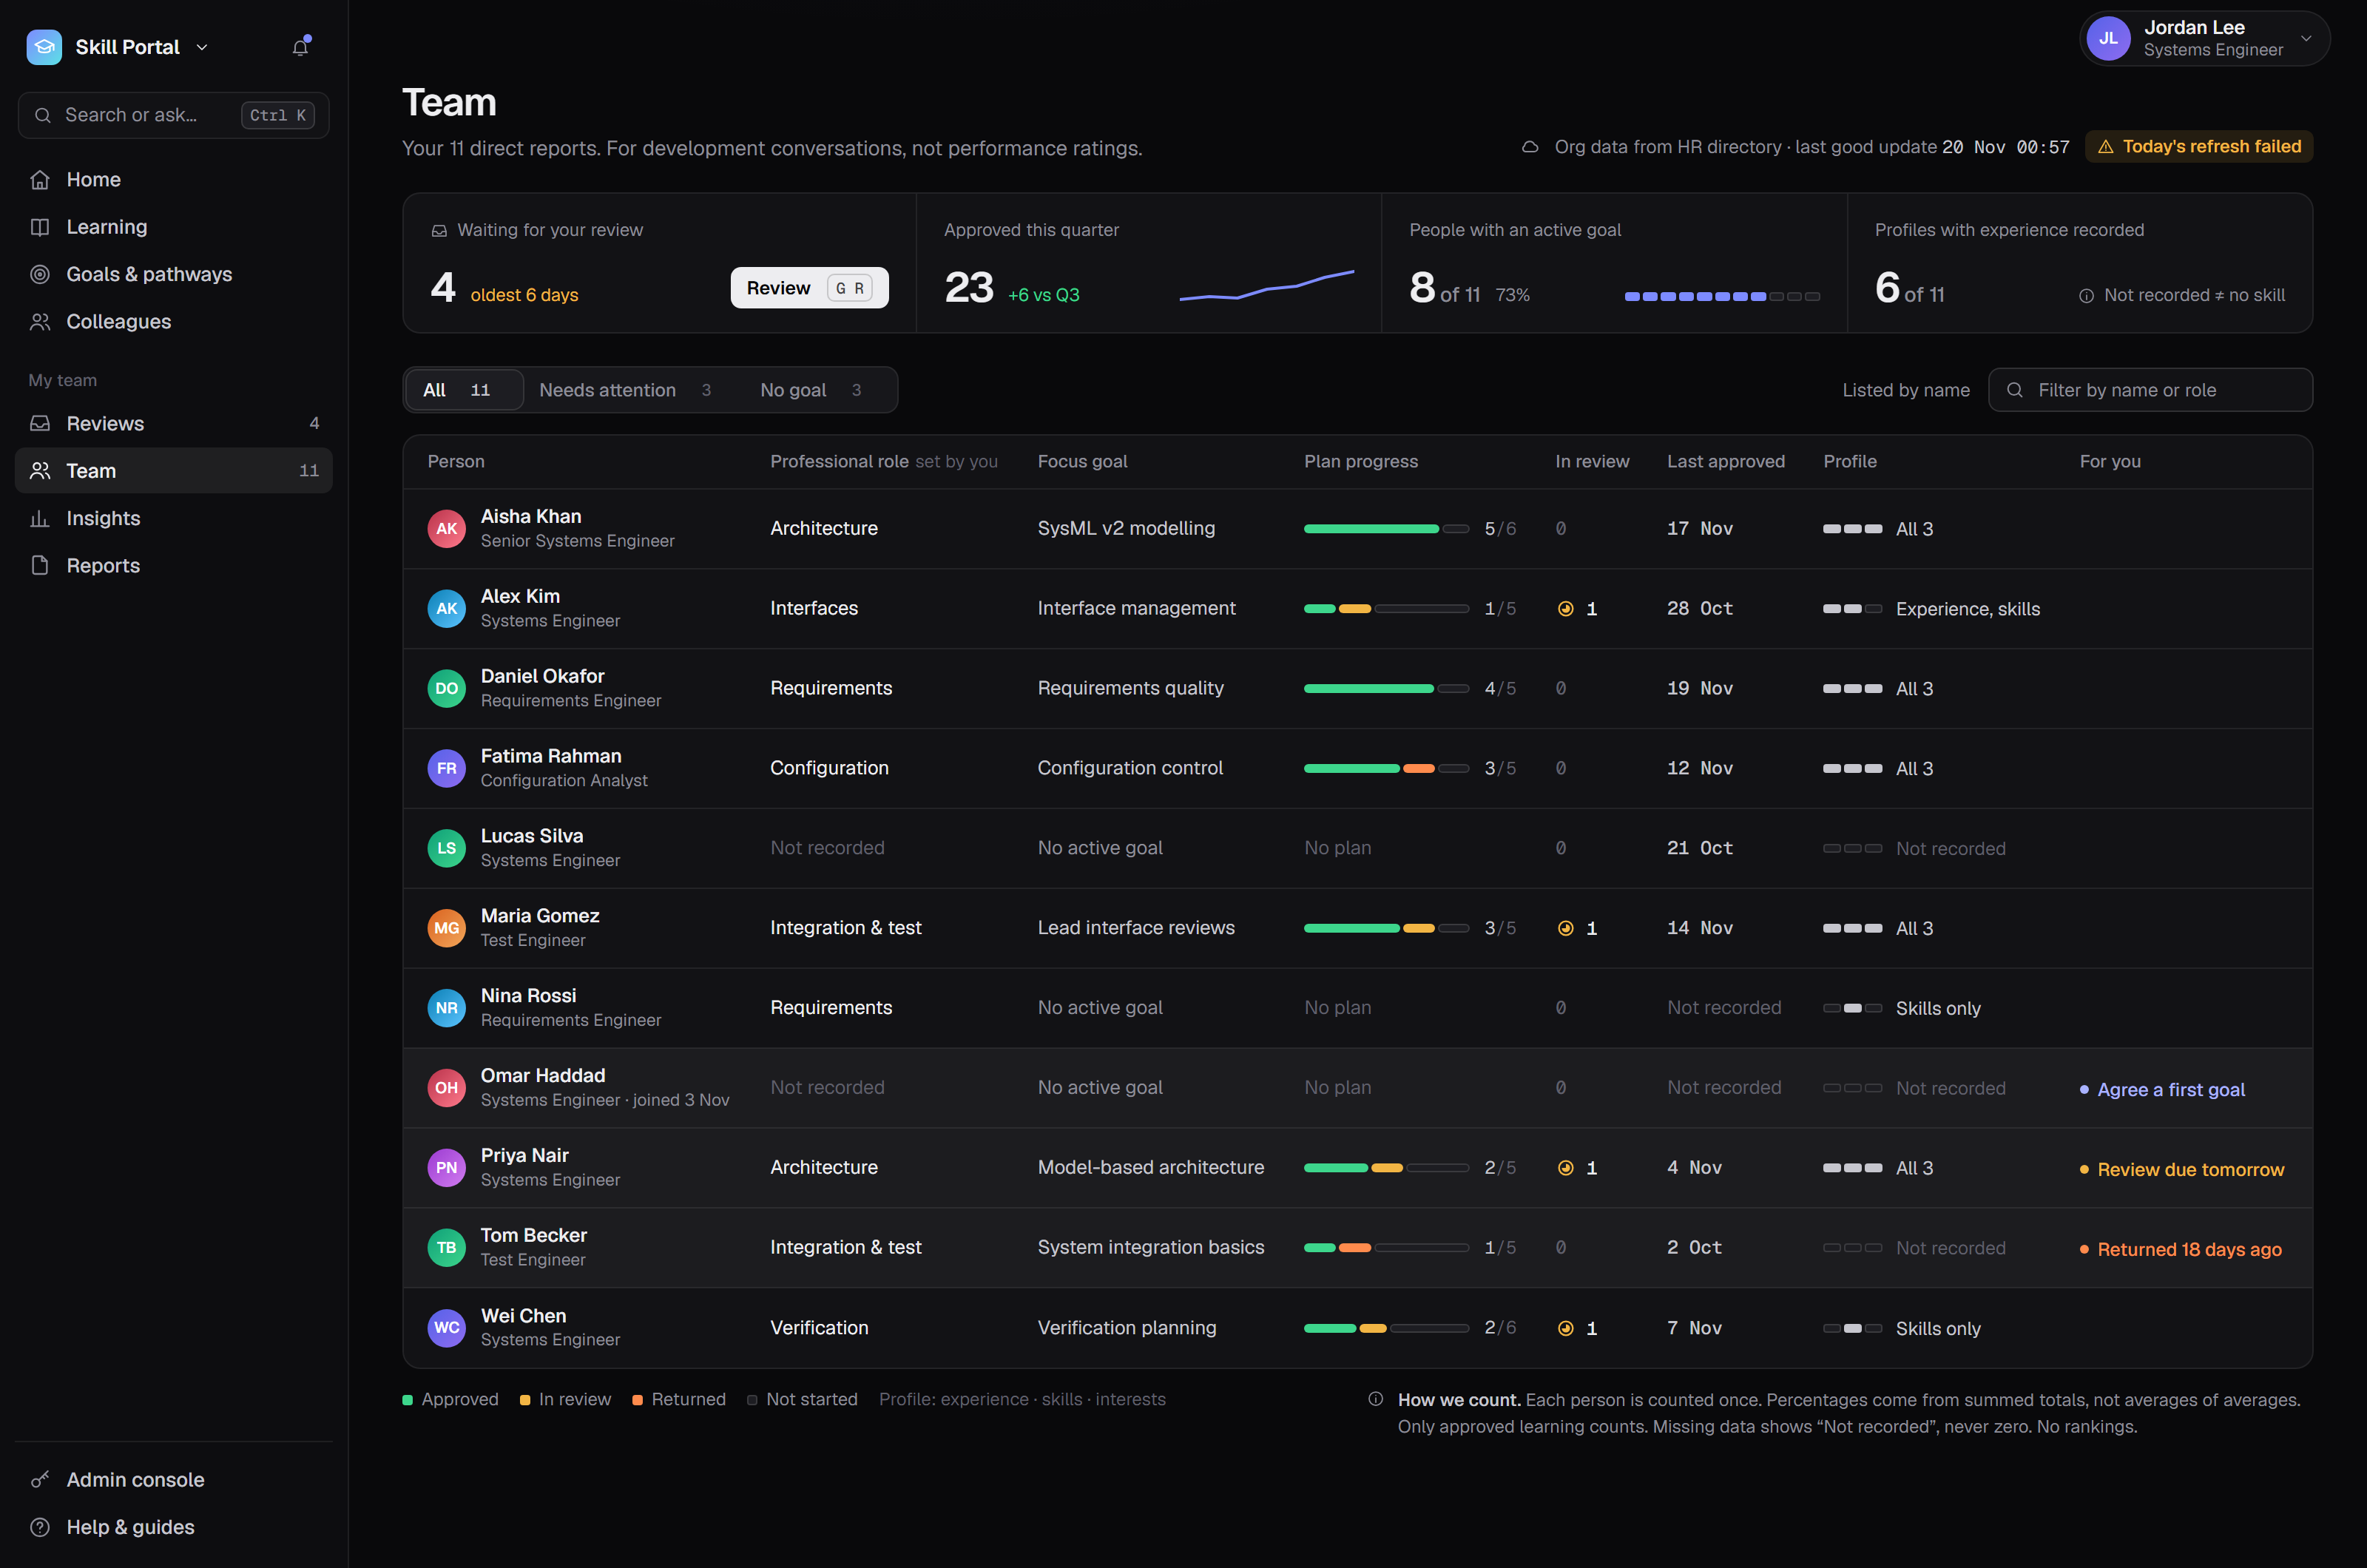 Skill Portal
Search or ask... Ctrl K
Home
Learning
Goals & pathways
Colleagues
My team
Reviews 4
Team 11
Insights
Reports
Admin console
Help & guides
JL Jordan Lee
Systems Engineer
Team
Your 11 direct reports. For development conversations, not performance ratings.
Org data from HR directory · last good update 20 Nov 00:57 Today's refresh failed
Waiting for your review
4 oldest 6 days Review G R
Approved this quarter
23 +6 vs Q3
People with an active goal
8 of 11 73%
Profiles with experience recorded
6 of 11 Not recorded ≠ no skill
All 11 Needs attention 3 No goal 3 Listed by name Filter by name or role
Person Professional role set by you Focus goal Plan progress In review Last approved Profile For you
AK Aisha Khan Architecture SysML v2 modelling 5/6 0 17 Nov All 3
Senior Systems Engineer
AK Alex Kim Interfaces Interface management 1/5 1 28 Oct Experience, skills
Systems Engineer
DO Daniel Okafor Requirements Requirements quality 4/5 0 19 Nov All 3
Requirements Engineer
FR Fatima Rahman Configuration Configuration control 3/5 0 12 Nov All 3
Configuration Analyst
LS Lucas Silva Not recorded No active goal No plan 0 21 Oct Not recorded
Systems Engineer
MG Maria Gomez Integration & test Lead interface reviews 3/5 1 14 Nov All 3
Test Engineer
NR Nina Rossi Requirements No active goal No plan 0 Not recorded Skills only
Requirements Engineer
OH Omar Haddad Not recorded No active goal No plan 0 Not recorded Not recorded Agree a first goal
Systems Engineer · joined 3 Nov
PN Priya Nair Architecture Model-based architecture 2/5 1 4 Nov All 3 Review due tomorrow
Systems Engineer
TB Tom Becker Integration & test System integration basics 1/5 0 2 Oct Not recorded Returned 18 days ago
Test Engineer
WC Wei Chen Verification Verification planning 2/6 1 7 Nov Skills only
Systems Engineer
Approved In review Returned Not started Profile: experience · skills · interests
How we count. Each person is counted once. Percentages come from summed totals, not averages of averages.
Only approved learning counts. Missing data shows “Not recorded”, never zero. No rankings.